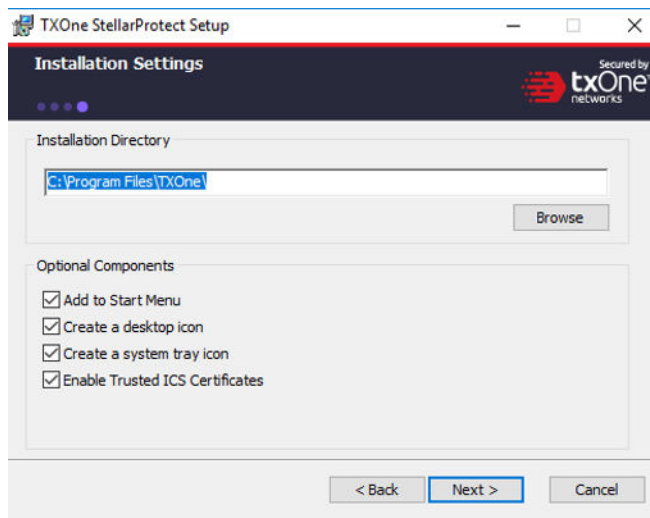 TXOne StellarProtect Setup
Installation Settings
Secured by
txOne
networks
Installation Directory
C:\Program Files\TXOne\
Browse
Optional Components
Add to Start Menu
Create a desktop icon
Create a system tray icon
Enable Trusted ICS Certificates
< Back Next > Cancel